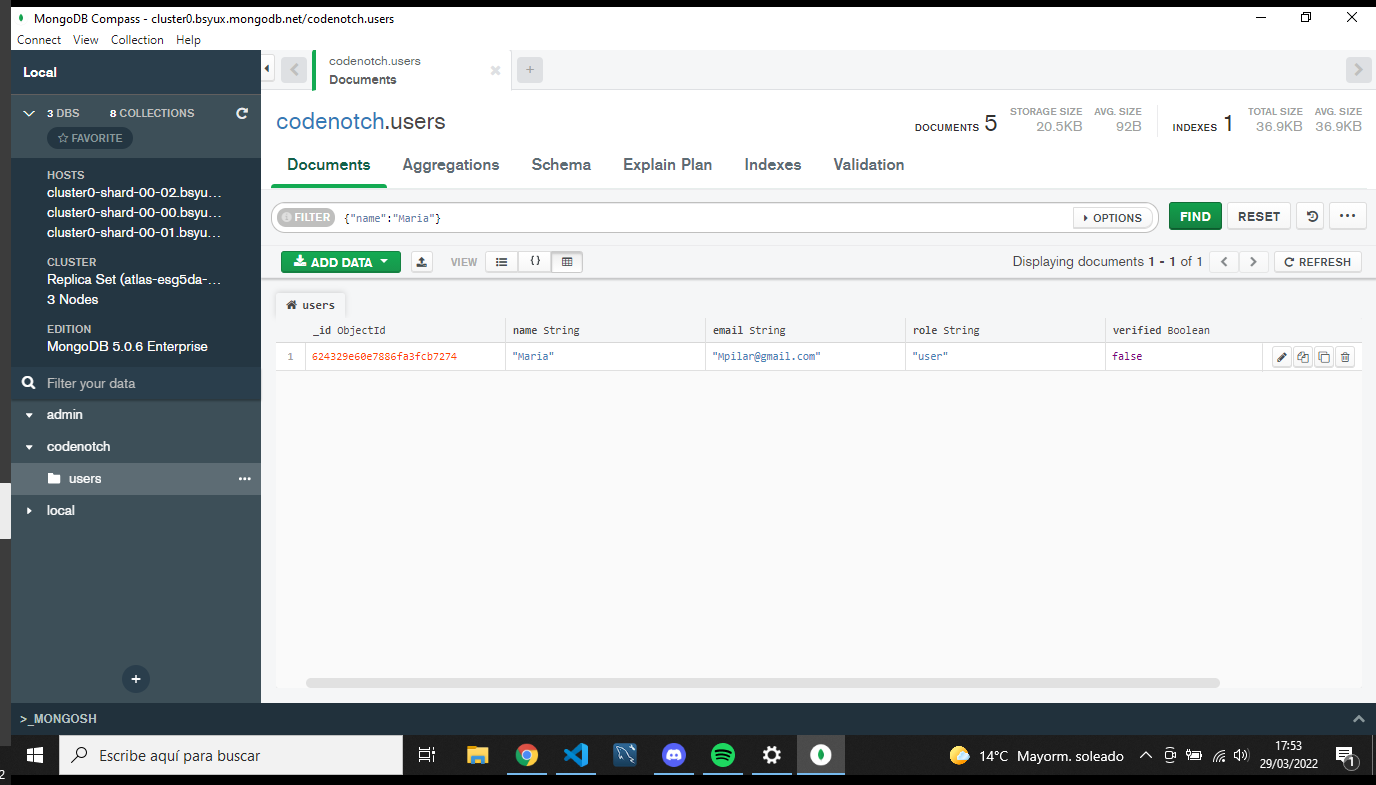 MongoDB Compass - cluster0.bsyux.mongodb.net/codenotch.users
Connect View Collection Help
Local
3 DBS 8 COLLECTIONS
FAVORITE
HOSTS
cluster0-shard-00-02.bsyu...
cluster0-shard-00-00.bsyu...
cluster0-shard-00-01.bsyu...
CLUSTER
Replica Set (atlas-esg5da-...
3 Nodes
EDITION
MongoDB 5.0.6 Enterprise
Filter your data
admin
codenotch
users
local
codenotch.users
Documents
codenotch.users
DOCUMENTS 5
STORAGE SIZE 20.5KB
AVG. SIZE 92B
INDEXES 1
TOTAL SIZE 36.9KB
AVG. SIZE 36.9KB
Documents Aggregations Schema Explain Plan Indexes Validation
FILTER {"name":"Maria"} OPTIONS FIND RESET
ADD DATA VIEW {} Displaying documents 1 - 1 of 1 REFRESH
users
_id ObjectId name String email String role String verified Boolean
1 624329e60e7886fa3fcb7274 "Maria" "Mpilar@gmail.com" "user" false
>_MONGOSH
Escribe aquí para buscar
14°C Mayorm. soleado
17:53
29/03/2022
1
2